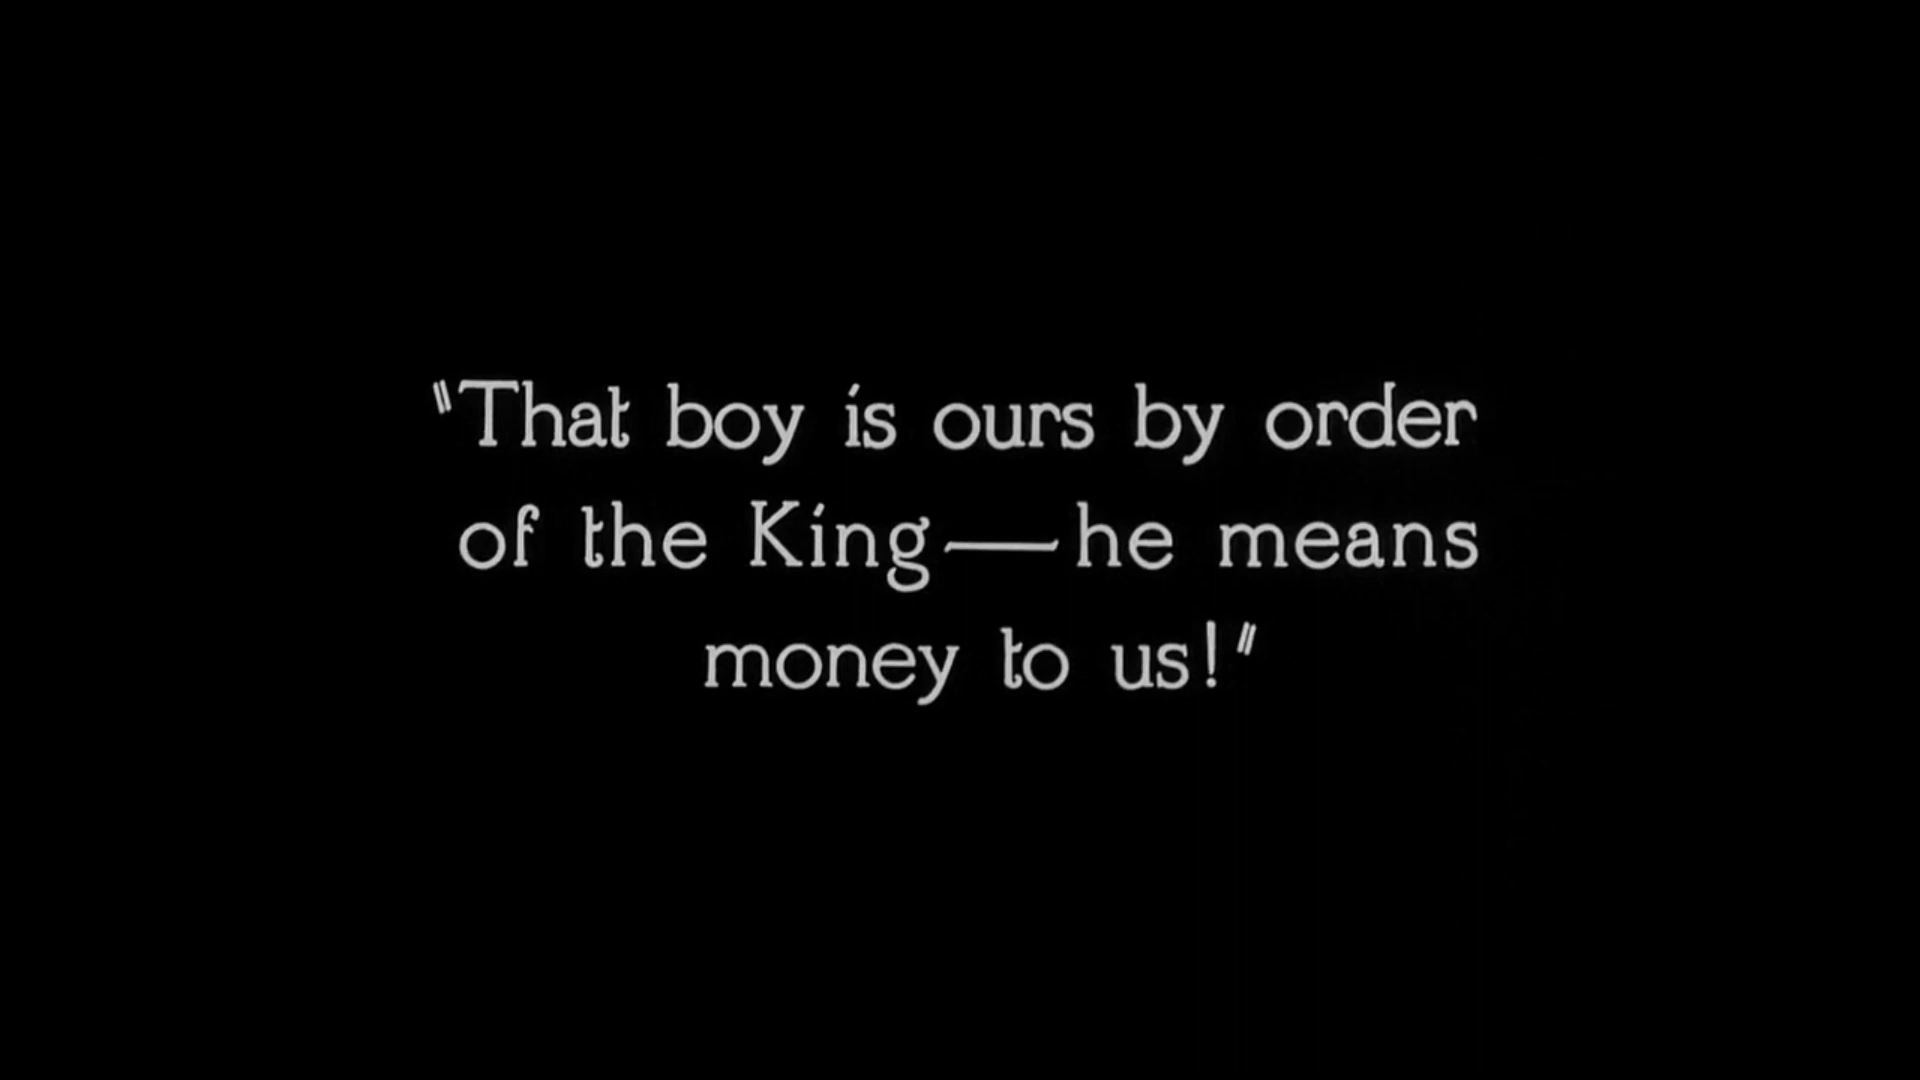 "That boy is ours by order
of the King—he means
money to us!"